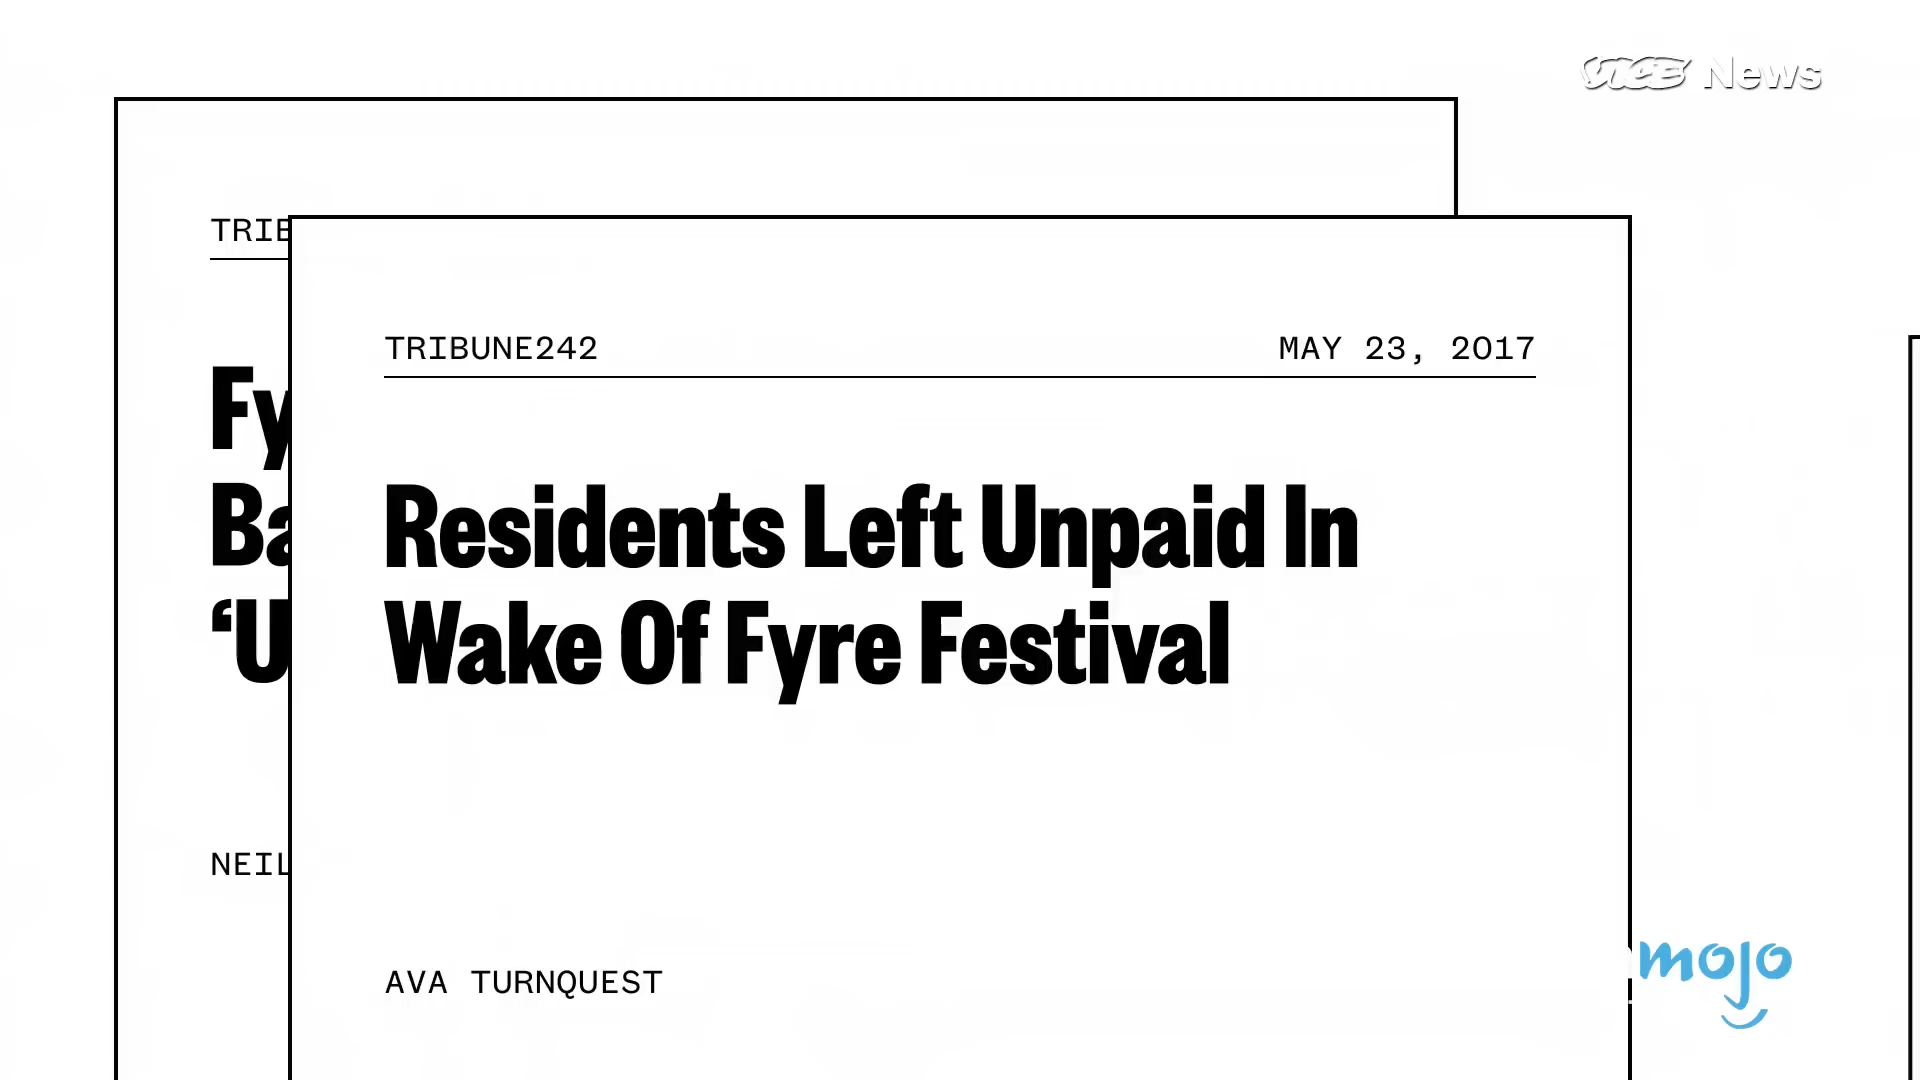 VICE News
TRIBUNE242 MAY 23, 2017
Residents Left Unpaid In
Wake Of Fyre Festival
AVA TURNQUEST
mojo